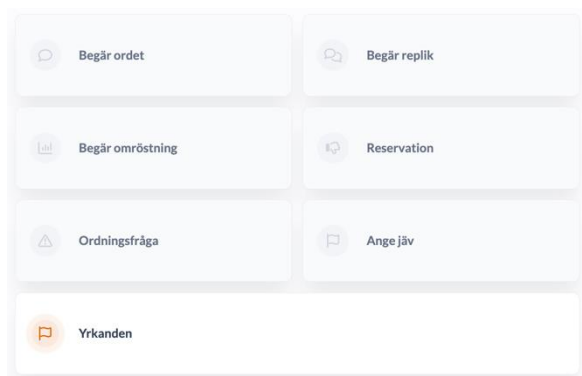 Begär ordet
Begär replik
Begär omröstning
Reservation
Ordningsfråga
Ange jäv
Yrkanden